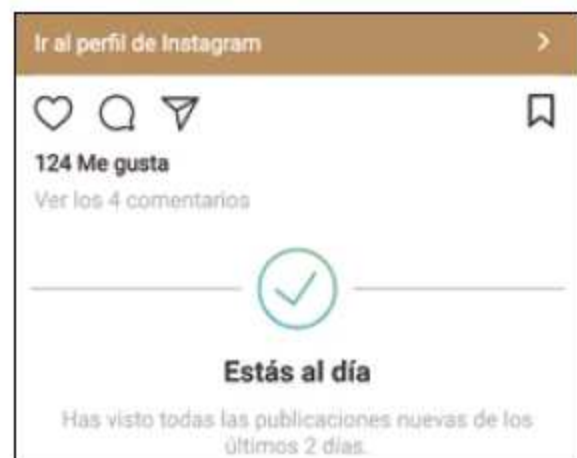 Ir al perfil de Instagram
124 Me gusta
Ver los 4 comentarios
Estás al día
Has visto todas las publicaciones nuevas de los
últimos 2 días.